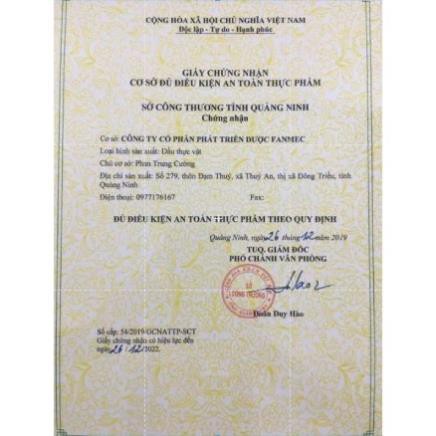 CỘNG HÒA XÃ HỘI CHỦ NGHĨA VIỆT NAM
Độc lập - Tự do - Hạnh phúc
GIẤY CHỨNG NHẬN
CƠ SỞ ĐỦ ĐIỀU KIỆN AN TOÀN THỰC PHẨM
SỞ CÔNG THƯƠNG TỈNH QUẢNG NINH
Chứng nhận
Cơ sở: CÔNG TY CỔ PHẦN PHÁT TRIỂN DƯỢC FANMEC
Loại hình sản xuất: Dầu thực vật
Chủ cơ sở: Phan Trung Cường
Địa chỉ sản xuất: Số 279, thôn Đạm Thuỷ, xã Thuỷ An, thị xã Đông Triều, tỉnh
Quảng Ninh
Điện thoại: 0977176167 Fax:
ĐỦ ĐIỀU KIỆN AN TOÀN THỰC PHẨM THEO QUY ĐỊNH
Quảng Ninh, ngày 26 tháng 12 năm 2019
TUQ. GIÁM ĐỐC
PHÓ CHÁNH VĂN PHÒNG
SỞ
CÔNG THƯƠNG
Đoàn Duy Hào
Số cấp: 54/2019/GCNATTP-SCT
Giấy chứng nhận có hiệu lực đến
ngày 26 / 12 /2022.